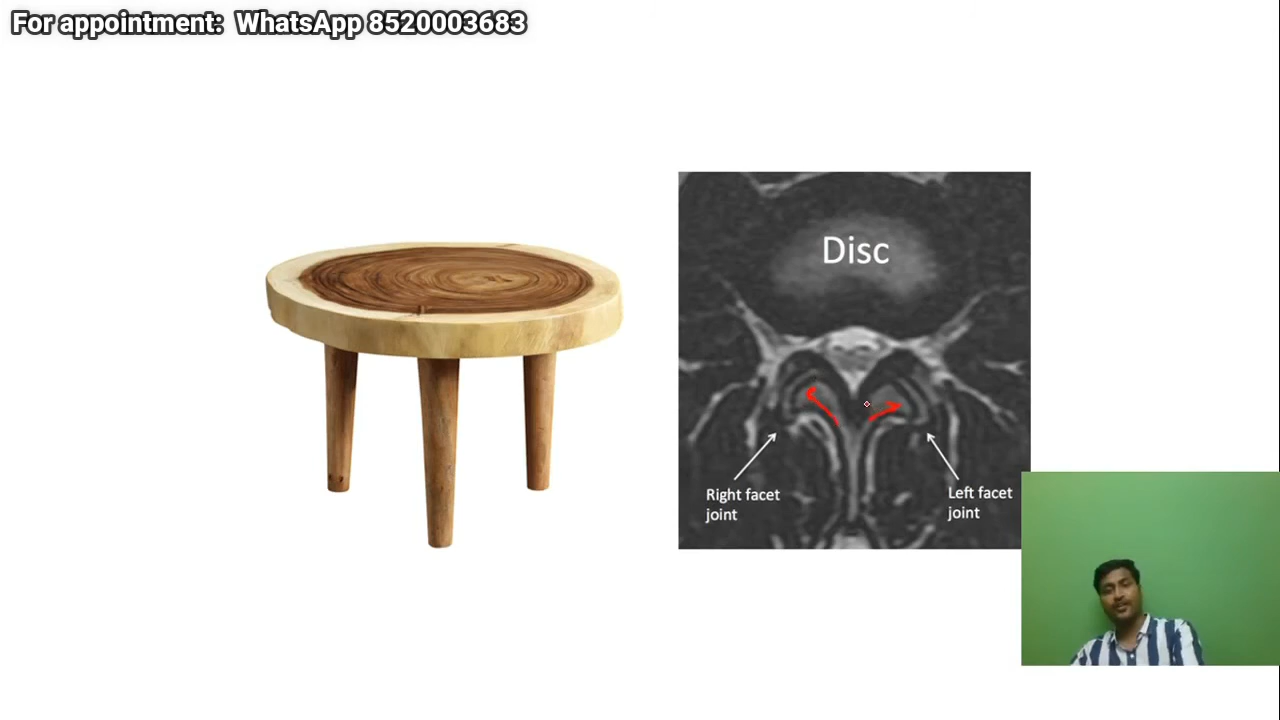 For appointment: WhatsApp 8520003683
Disc
Right facet
joint
Left facet
joint